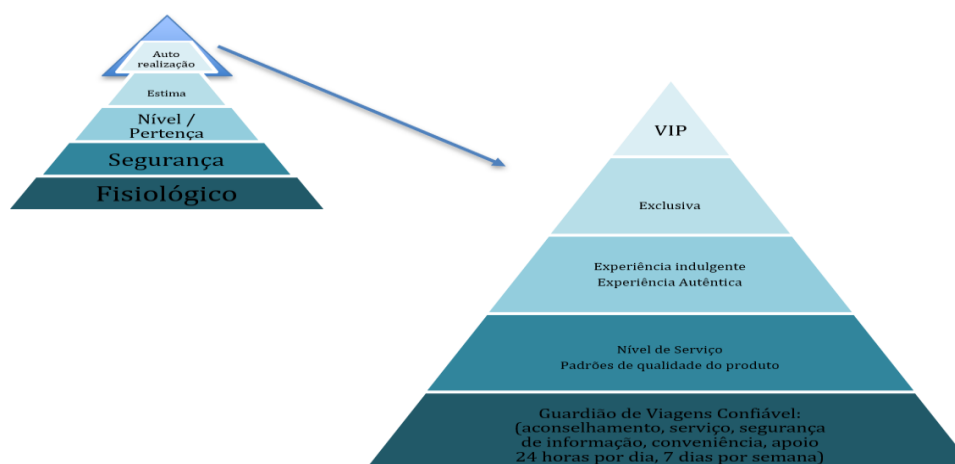 Auto
realização
Estima
Nível /
Pertença
Segurança
Fisiológico
VIP
Exclusiva
Experiência indulgente
Experiência Autêntica
Nível de Serviço
Padrões de qualidade do produto
Guardião de Viagens Confiável:
(aconselhamento, serviço, segurança
de informação, conveniência, apoio
24 horas por dia, 7 dias por semana)